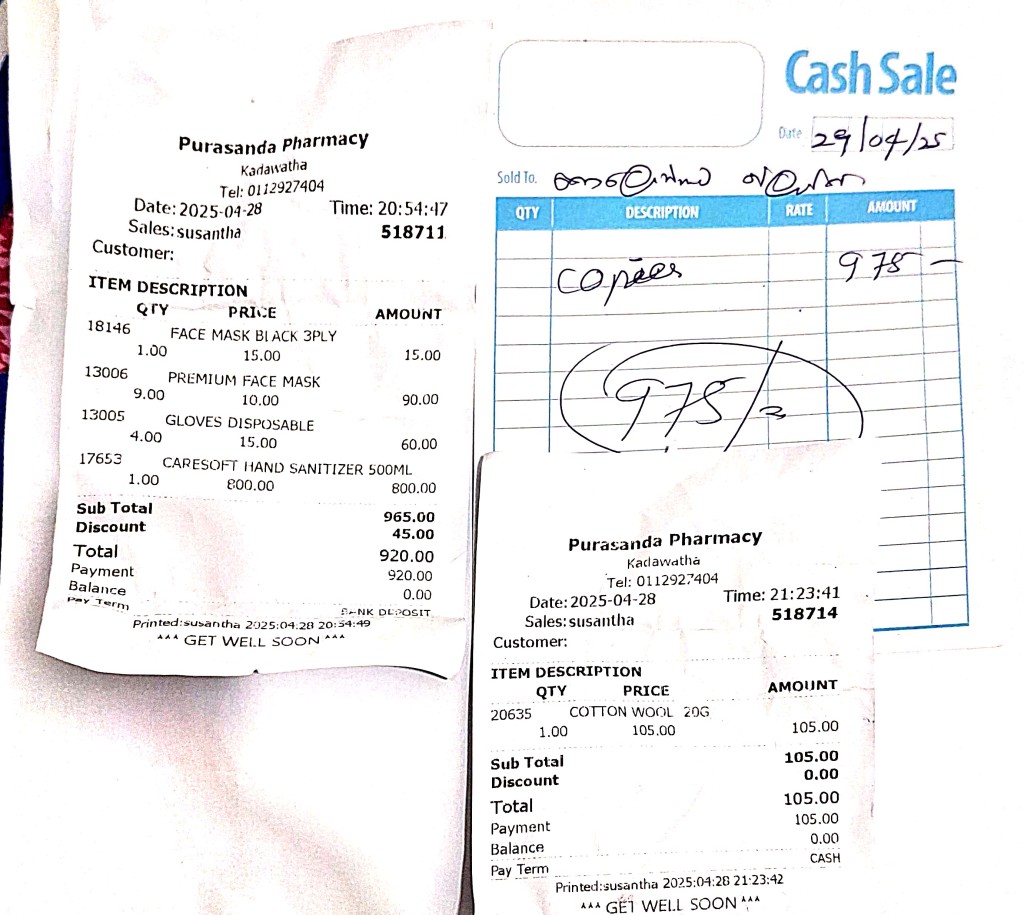 Purasanda Pharmacy
Kadawatha
Tel: 0112927404
Date: 2025-04-28 Time: 20:54:47
Sales: susantha 518711
Customer:
ITEM DESCRIPTION
QTY PRICE AMOUNT
18146 FACE MASK BLACK 3PLY
1.00 15.00 15.00
13006 PREMIUM FACE MASK
9.00 10.00 90.00
13005 GLOVES DISPOSABLE
4.00 15.00 60.00
17653 CARESOFT HAND SANITIZER 500ML
1.00 800.00 800.00
Sub Total 965.00
Discount 45.00
Total 920.00
Payment 920.00
Balance 0.00
Pay Term BANK DEPOSIT
Printed:susantha 2025:04:28 20:54:49
^^^ GET WELL SOON ^^^
Cash Sale
Date 29/04/25
Sold To.
QTY DESCRIPTION RATE AMOUNT
copies 975 —
975/=
Purasanda Pharmacy
Kadawatha
Tel: 0112927404
Date: 2025-04-28 Time: 21:23:41
Sales: susantha 518714
Customer:
ITEM DESCRIPTION
QTY PRICE AMOUNT
20635 COTTON WOOL 20G
1.00 105.00 105.00
Sub Total 105.00
Discount 0.00
Total 105.00
Payment 105.00
Balance 0.00
Pay Term CASH
Printed:susantha 2025:04:28 21:23:42
^^^ GET WELL SOON ^^^